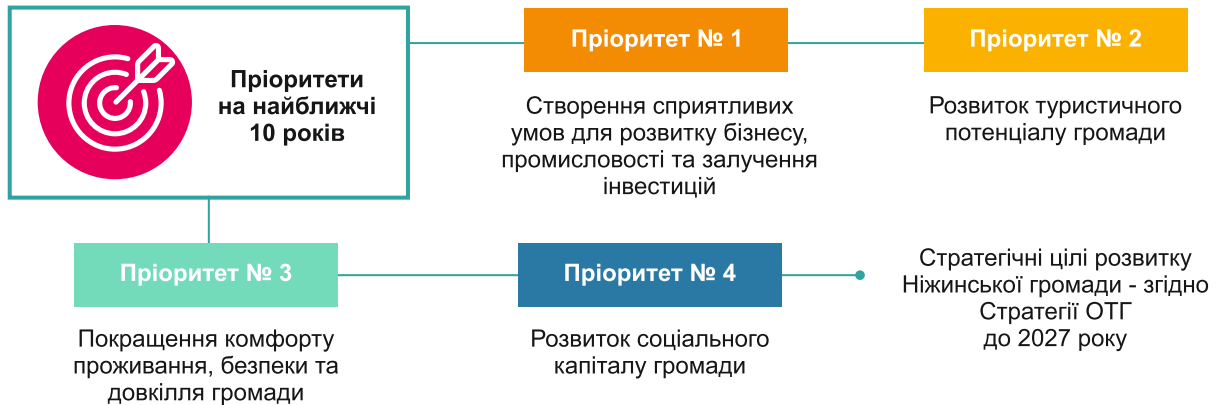 Пріоритети
на найближчі
10 років
Пріоритет № 1
Створення сприятливих
умов для розвитку бізнесу,
промисловості та залучення
інвестицій
Пріоритет № 2
Розвиток туристичного
потенціалу громади
Пріоритет № 3
Покращення комфорту
проживання, безпеки та
довкілля громади
Пріоритет № 4
Розвиток соціального
капіталу громади
Стратегічні цілі розвитку
Ніжинської громади - згідно
Стратегії ОТГ
до 2027 року